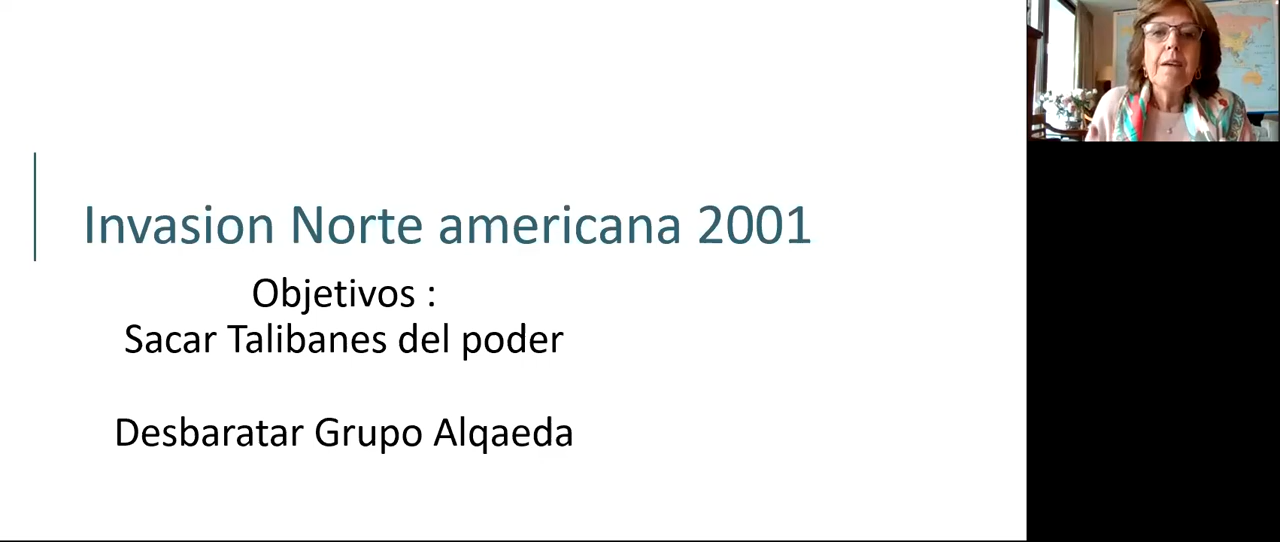 Invasion Norte americana 2001
Objetivos :
Sacar Talibanes del poder
Desbaratar Grupo Alqaeda